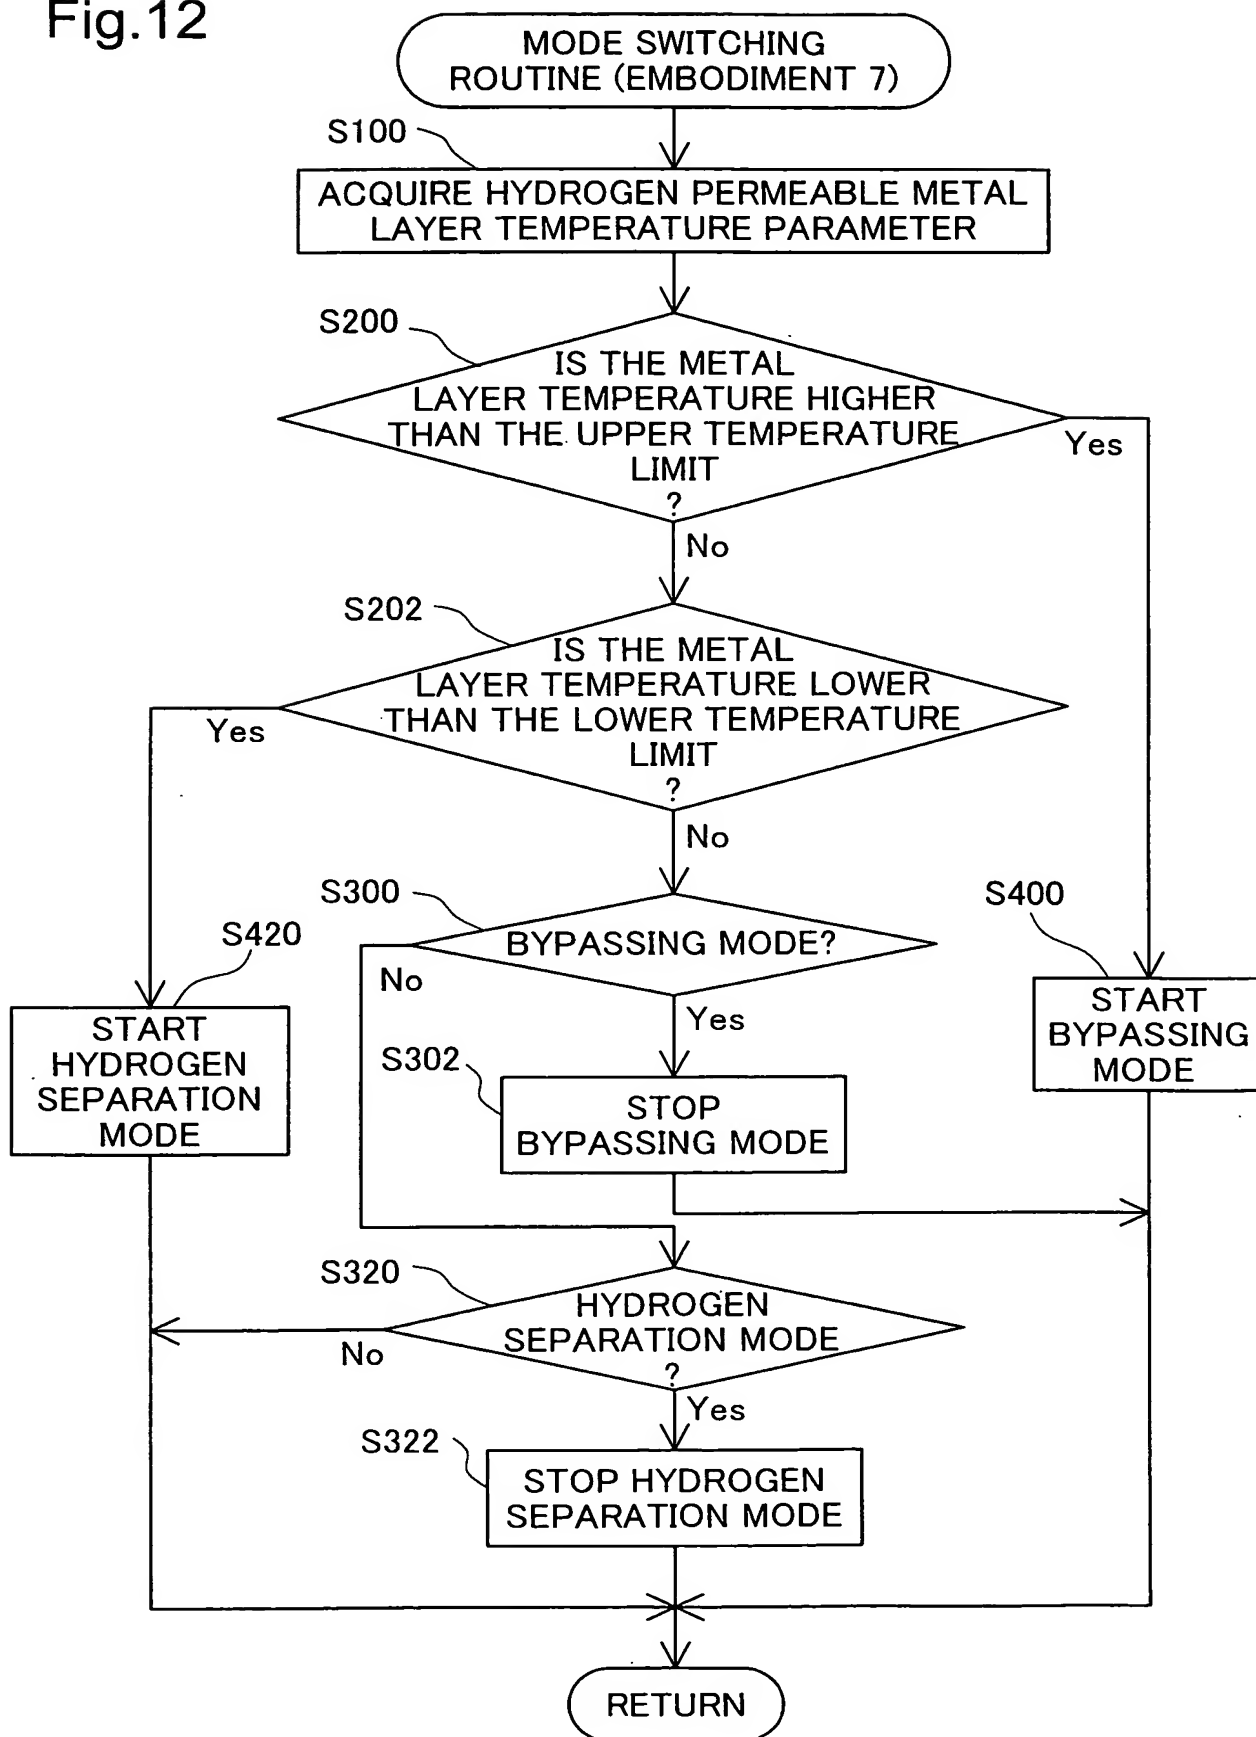 Fig.12
MODE SWITCHING
ROUTINE (EMBODIMENT 7)
S100
ACQUIRE HYDROGEN PERMEABLE METAL
LAYER TEMPERATURE PARAMETER
S200
IS THE METAL
LAYER TEMPERATURE HIGHER
THAN THE UPPER TEMPERATURE
LIMIT
?
Yes
No
S202
IS THE METAL
LAYER TEMPERATURE LOWER
THAN THE LOWER TEMPERATURE
LIMIT
?
Yes
No
S300
BYPASSING MODE?
No
Yes
S400
START
BYPASSING
MODE
S420
START
HYDROGEN
SEPARATION
MODE
S302
STOP
BYPASSING MODE
S320
HYDROGEN
SEPARATION MODE
?
No
Yes
S322
STOP HYDROGEN
SEPARATION MODE
RETURN